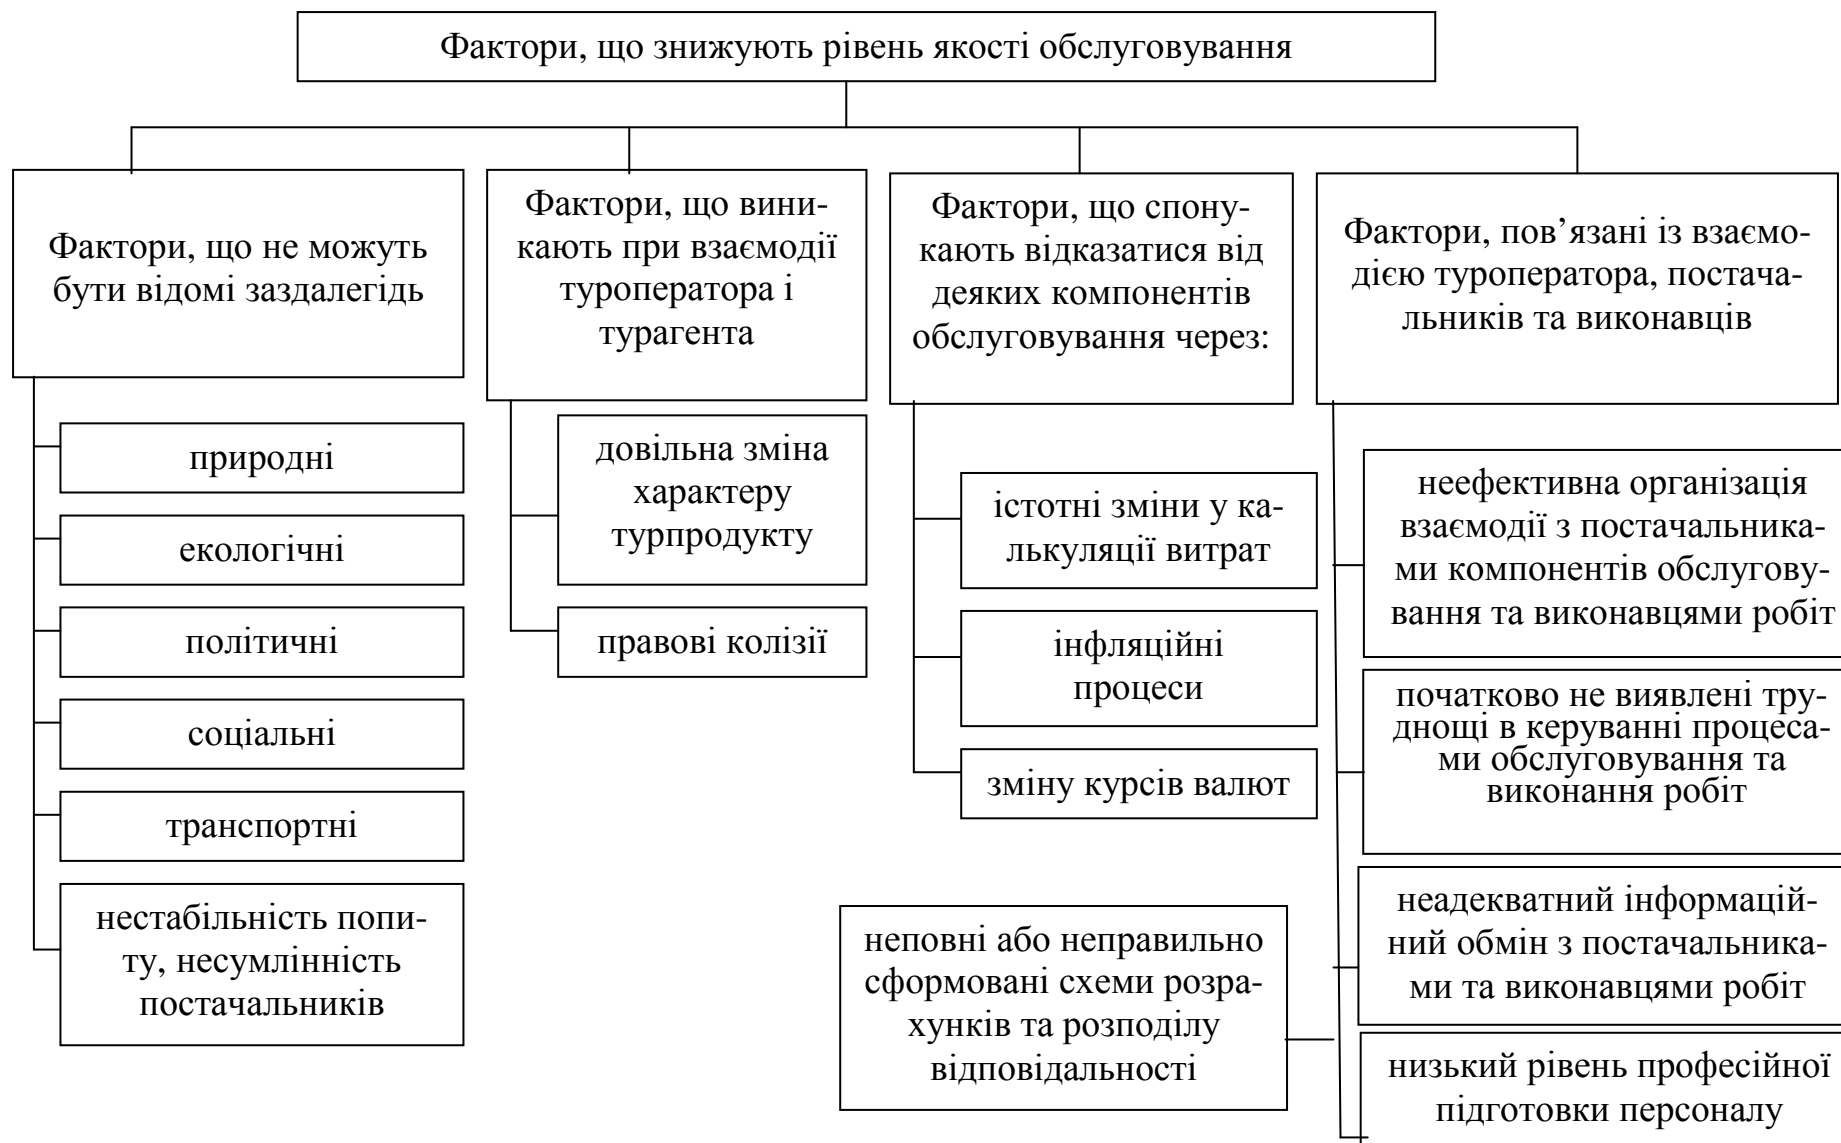 Фактори, що знижують рівень якості обслуговування
Фактори, що не можуть
бути відомі заздалегідь
природні
екологічні
політичні
соціальні
транспортні
нестабільність попи-
ту, несумлінність
постачальників
Фактори, що вини-
кають при взаємодії
туроператора і
турагента
довільна зміна
характеру
турпродукту
правові колізії
Фактори, що спону-
кають відказатися від
деяких компонентів
обслуговування через:
істотні зміни у ка-
лькуляції витрат
інфляційні
процеси
зміну курсів валют
Фактори, пов’язані із взаємо-
дією туроператора, постача-
льників та виконавців
неефективна організація
взаємодії з постачальника-
ми компонентів обслугову-
вання та виконавцями робіт
початково не виявлені тру-
днощі в керуванні процеса-
ми обслуговування та
виконання робіт
неадекватний інформацій-
ний обмін з постачальника-
ми та виконавцями робіт
неповні або неправильно
сформовані схеми розра-
хунків та розподілу
відповідальності
низький рівень професійної
підготовки персоналу